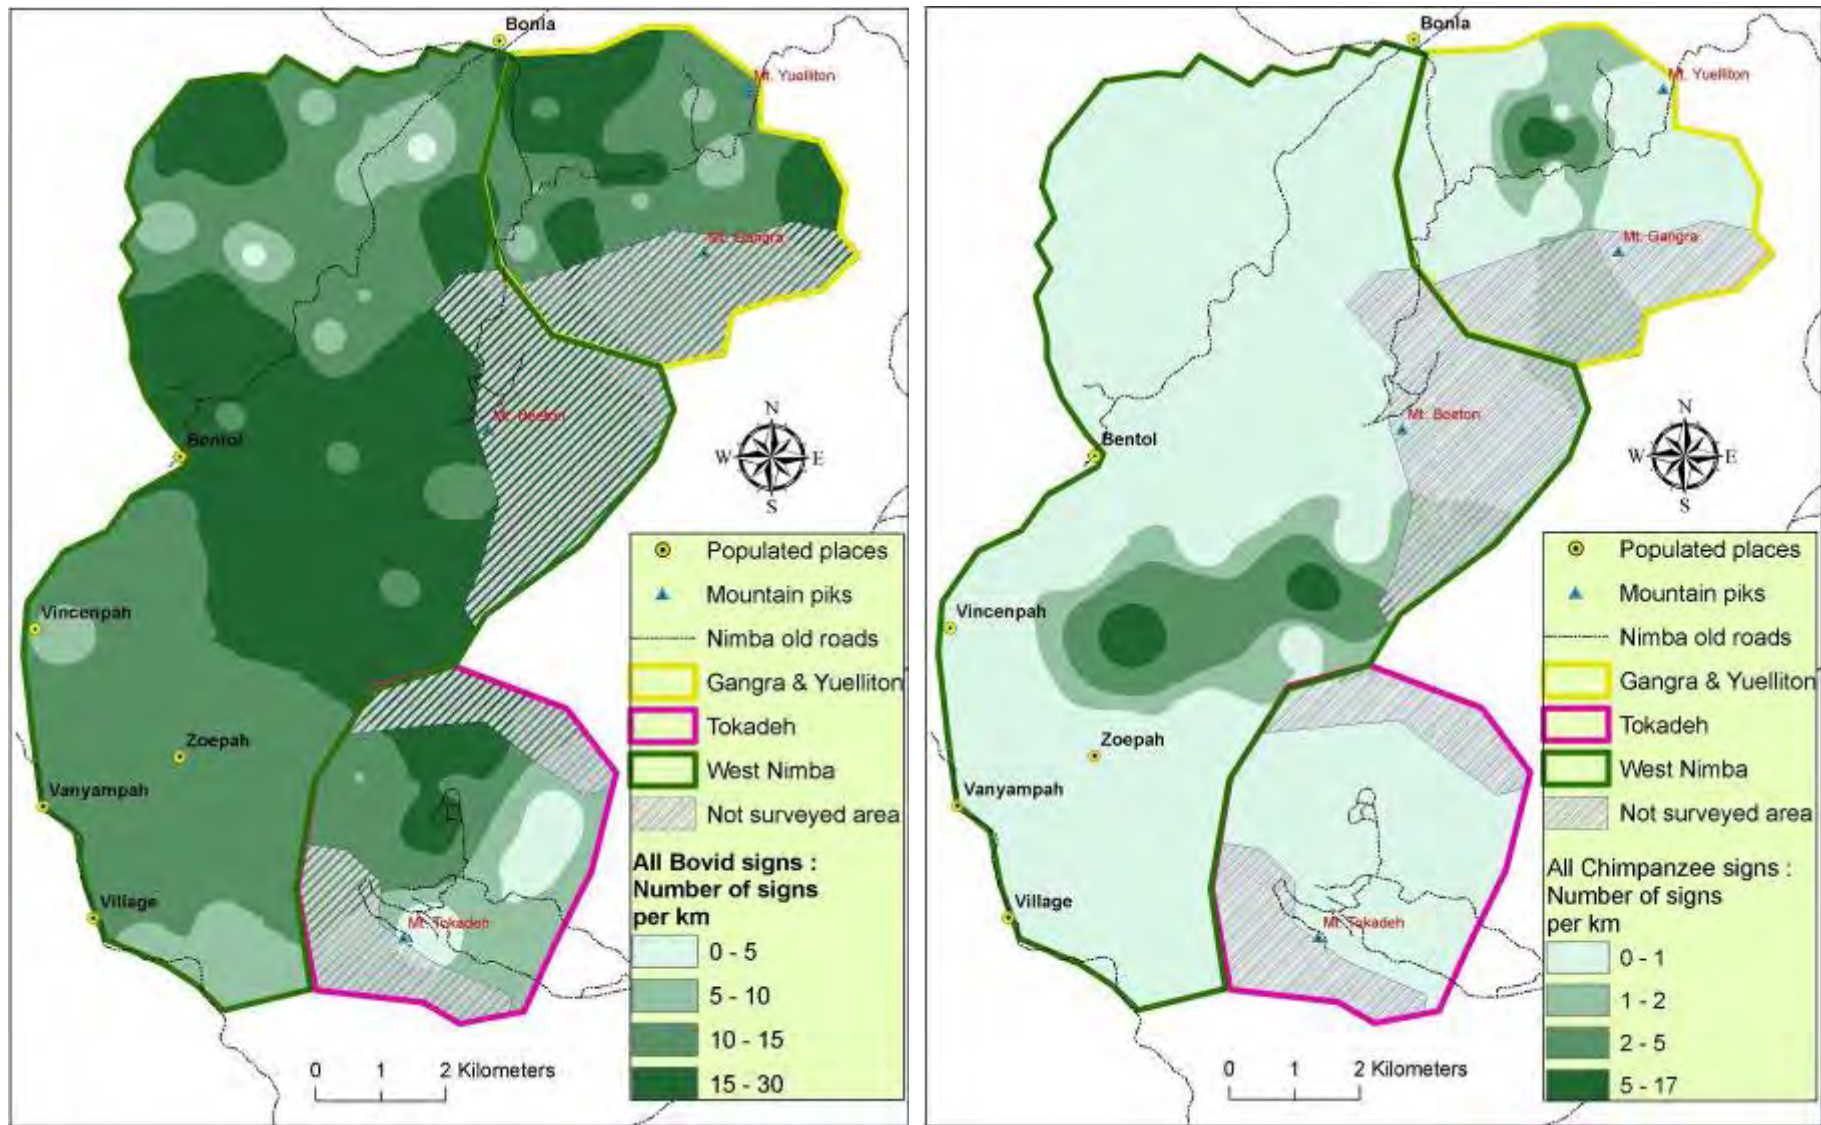 Bonla
Mt. Yuelliton
Mt. Gangra
Mt. Beeton
Bentol
N
W
E
S
Vincenpah
Zoepah
Vanyampah
Village
Mt. Tokadeh
0 1 2 Kilometers
Populated places
Mountain piks
Nimba old roads
Gangra & Yuelliton
Tokadeh
West Nimba
Not surveyed area
All Bovid signs :
Number of signs
per km
0 - 5
5 - 10
10 - 15
15 - 30
Bonla
Mt. Yuelliton
Mt. Gangra
Mt. Beeton
Bentol
N
W
E
S
Vincenpah
Zoepah
Vanyampah
Village
Mt. Tokadeh
0 1 2 Kilometers
Populated places
Mountain piks
Nimba old roads
Gangra & Yuelliton
Tokadeh
West Nimba
Not surveyed area
All Chimpanzee signs :
Number of signs
per km
0 - 1
1 - 2
2 - 5
5 - 17